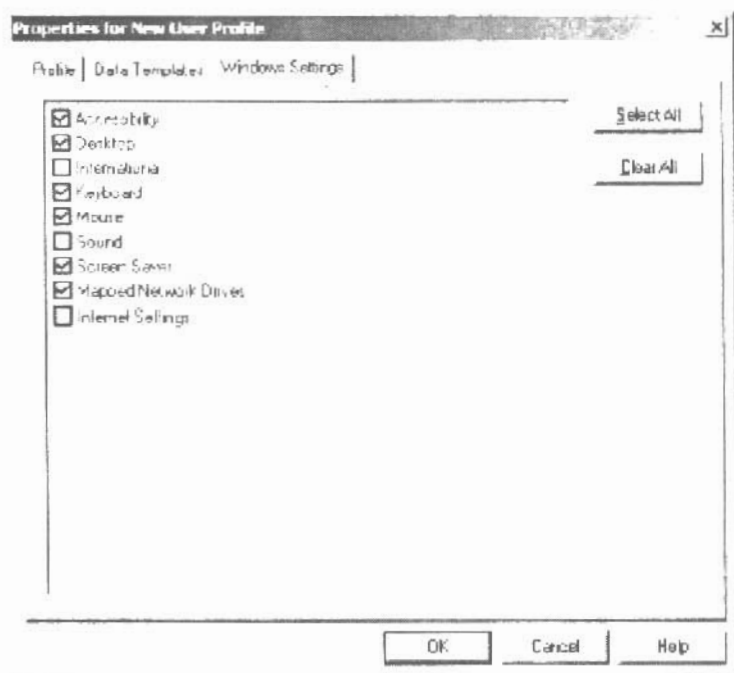 Properties for New User Profile
Profile
Data Templates
Windows Settings
Accessibility
Desktop
International
Keyboard
Mouse
Sound
Screen Saver
Mapped Network Drives
Internet Settings
Select All
Clear All
OK
Cancel
Help